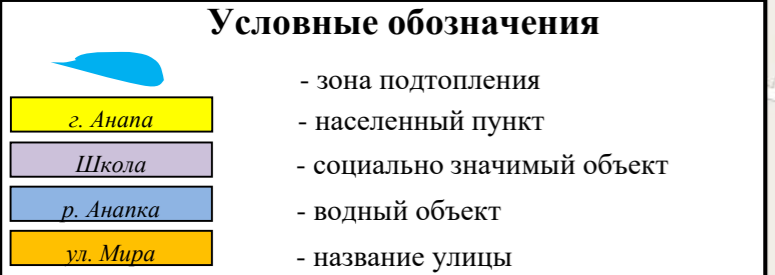 Условные обозначения
- зона подтопления
г. Анапа - населенный пункт
Школа - социально значимый объект
р. Анапка - водный объект
ул. Мира - название улицы